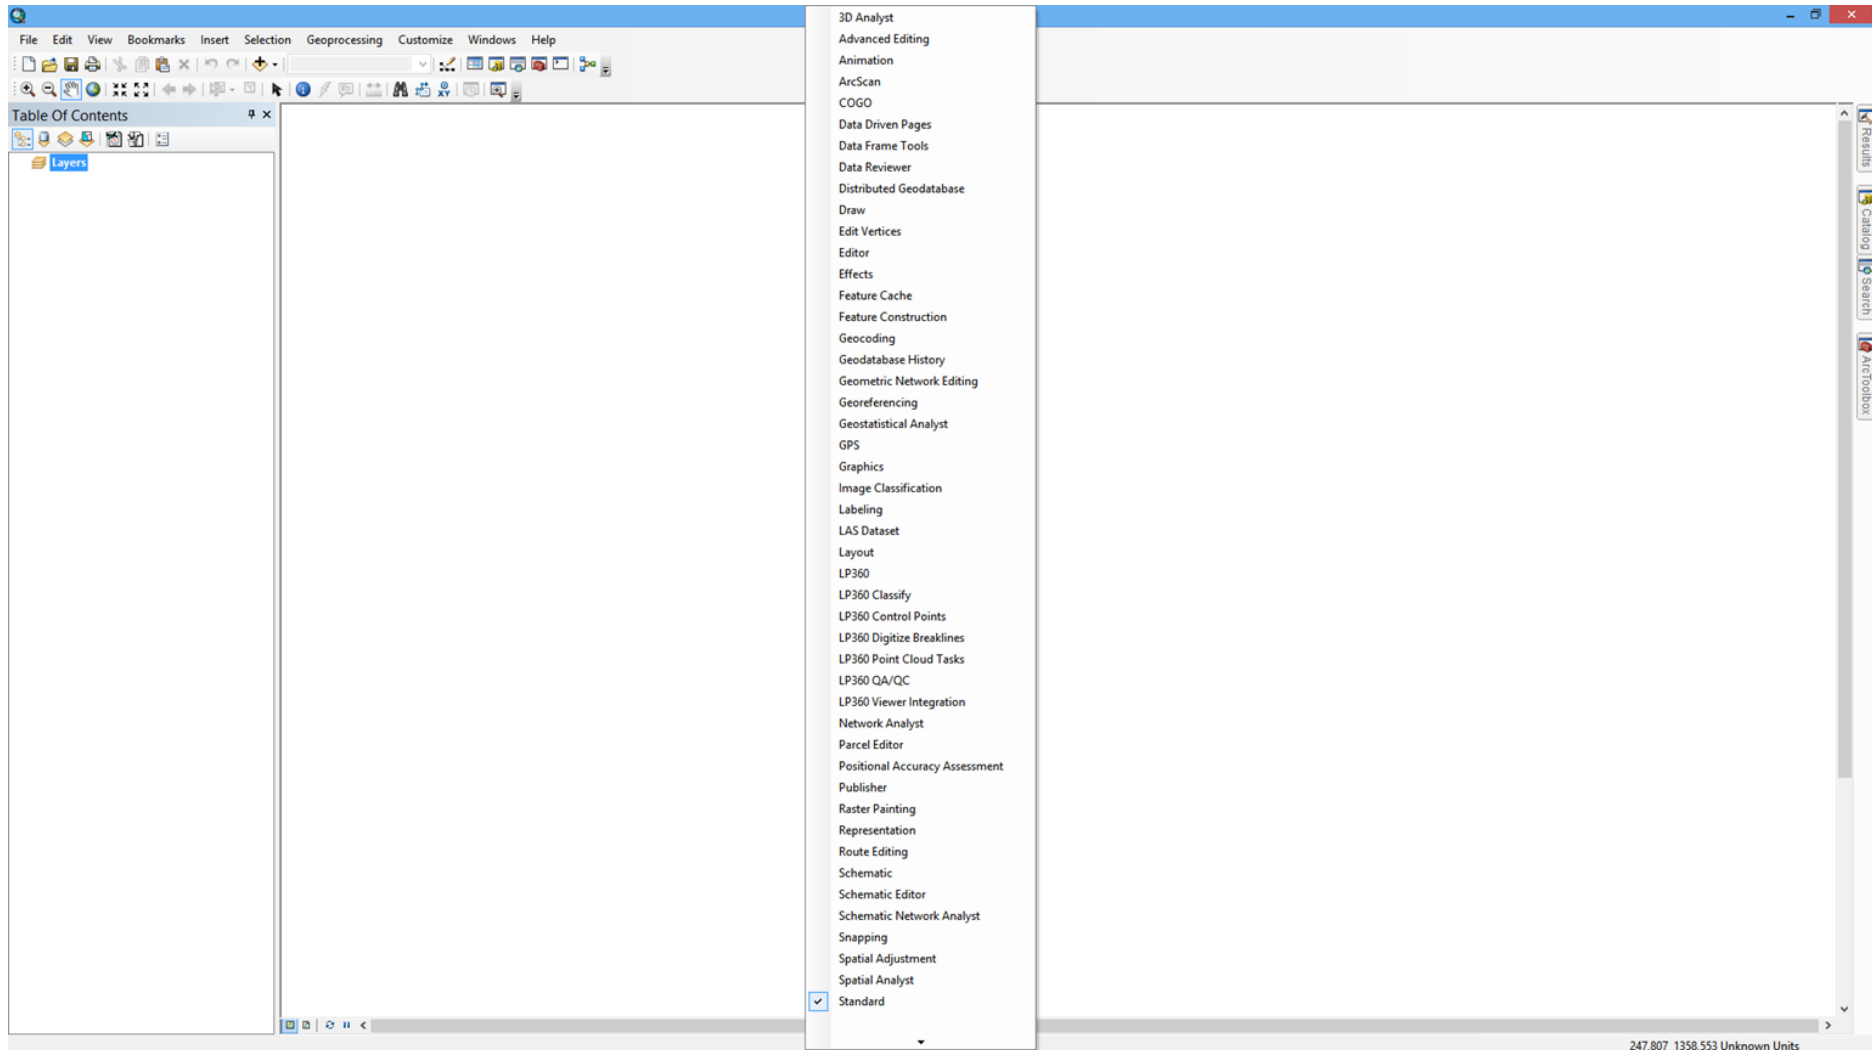 File Edit View Bookmarks Insert Selection Geoprocessing Customize Windows Help
Table Of Contents
Layers
3D Analyst
Advanced Editing
Animation
ArcScan
COGO
Data Driven Pages
Data Frame Tools
Data Reviewer
Distributed Geodatabase
Draw
Edit Vertices
Editor
Effects
Feature Cache
Feature Construction
Geocoding
Geodatabase History
Geometric Network Editing
Georeferencing
Geostatistical Analyst
GPS
Graphics
Image Classification
Labeling
LAS Dataset
Layout
LP360
LP360 Classify
LP360 Control Points
LP360 Digitize Breaklines
LP360 Point Cloud Tasks
LP360 QA/QC
LP360 Viewer Integration
Network Analyst
Parcel Editor
Positional Accuracy Assessment
Publisher
Raster Painting
Representation
Route Editing
Schematic
Schematic Editor
Schematic Network Analyst
Snapping
Spatial Adjustment
Spatial Analyst
Standard
Results
Catalog
Search
ArcToolbox
247.807 1358.553 Unknown Units